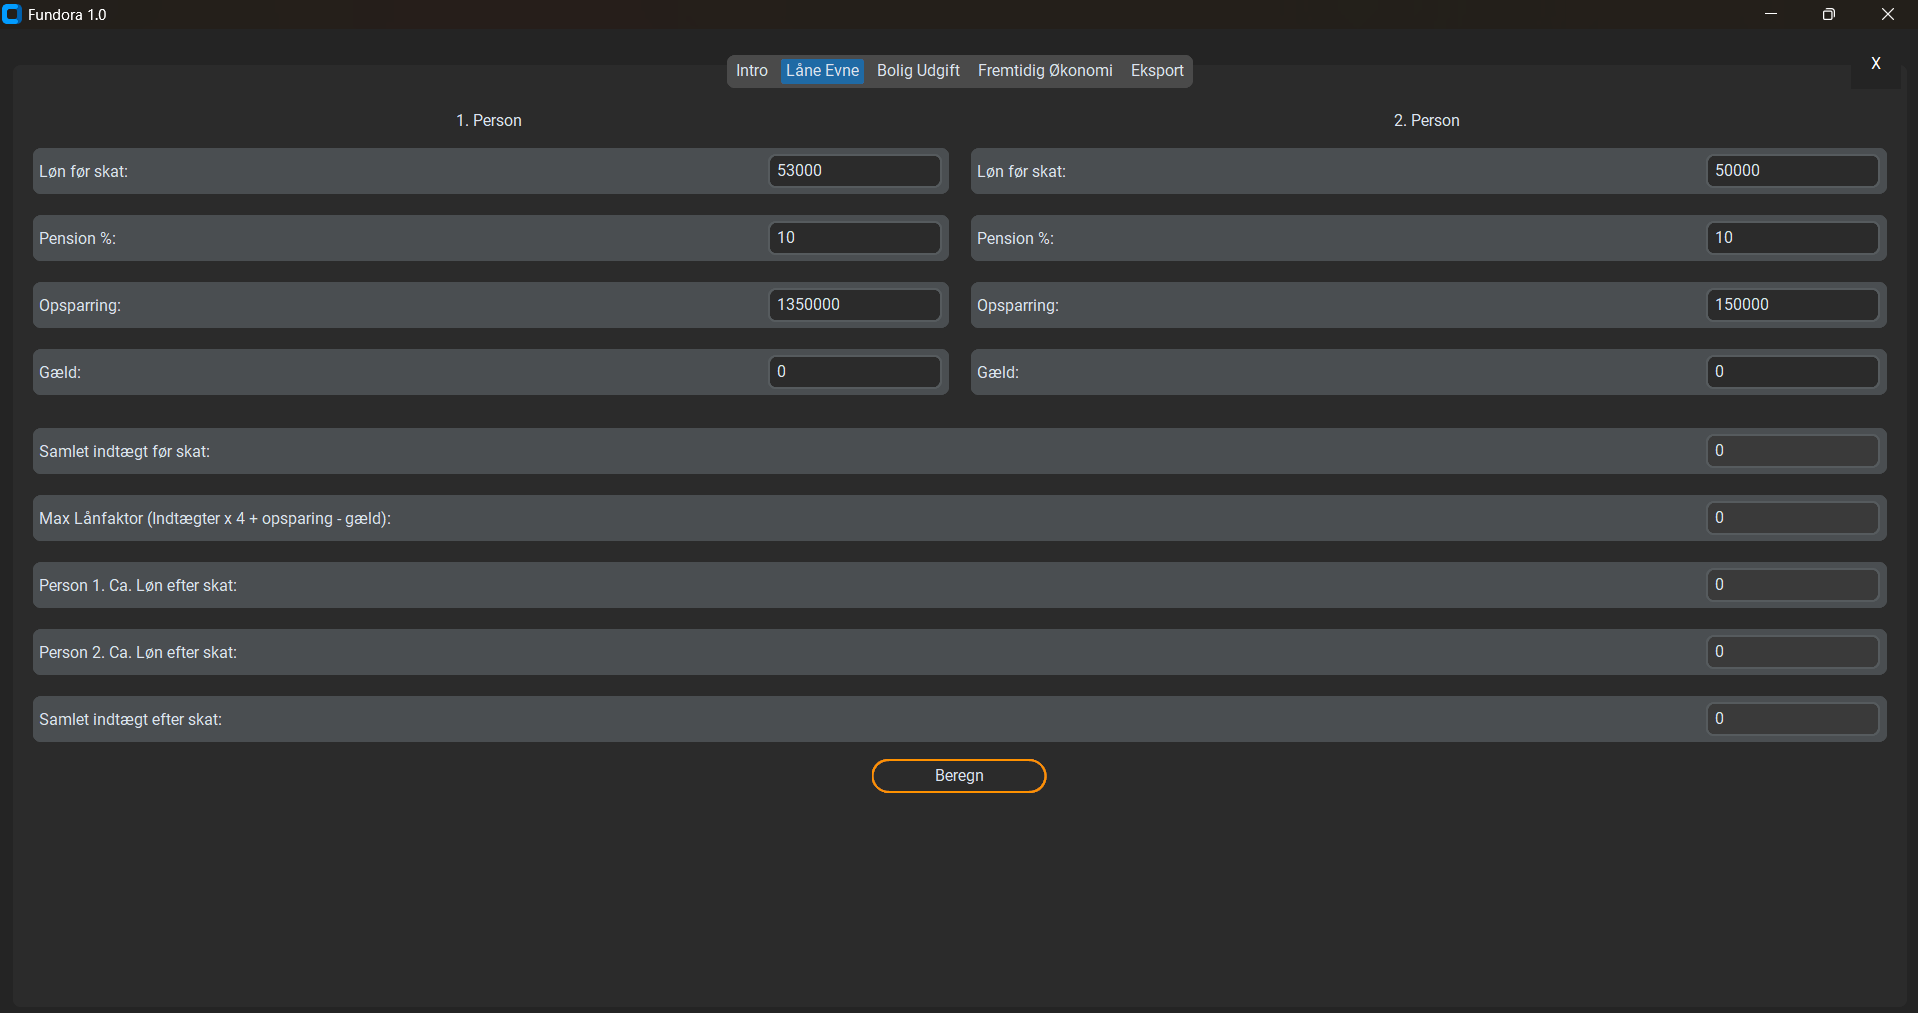 Fundora 1.0
Intro Låne Evne Bolig Udgift Fremtidig Økonomi Eksport
X
1. Person
2. Person
Løn før skat: 53000
Løn før skat: 50000
Pension %: 10
Pension %: 10
Opsparring: 1350000
Opsparring: 150000
Gæld: 0
Gæld: 0
Samlet indtægt før skat: 0
Max Lånfaktor (Indtægter x 4 + opsparing - gæld): 0
Person 1. Ca. Løn efter skat: 0
Person 2. Ca. Løn efter skat: 0
Samlet indtægt efter skat: 0
Beregn